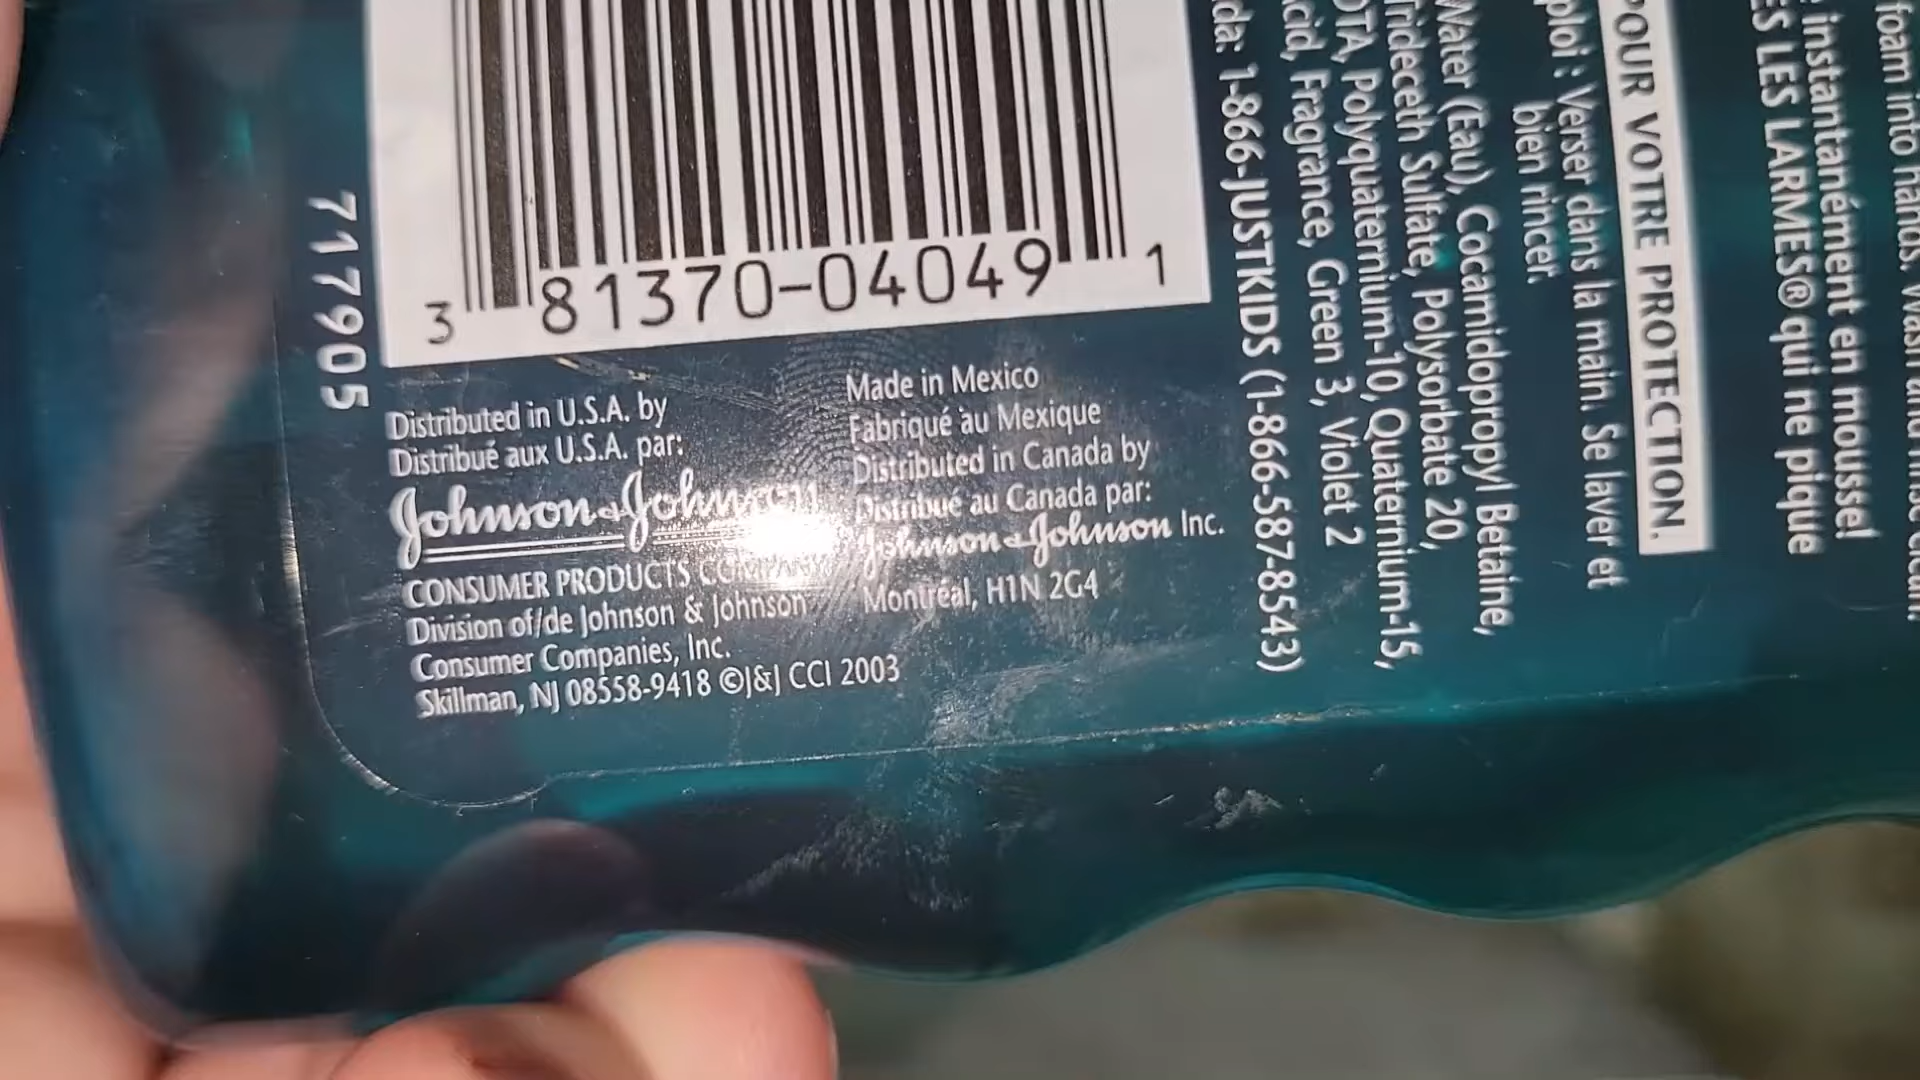 3 81370-04049 1
717905
Distributed in U.S.A. by
Distribué aux U.S.A. par:
Johnson & Johnson
CONSUMER PRODUCTS
Division of/de Johnson & Johnson
Consumer Companies, Inc.
Skillman, NJ 08558-9418 ©J&J CCI 2003
Made in Mexico
Fabriqué au Mexique
Distributed in Canada by
Distribué au Canada par:
Johnson & Johnson Inc.
Montréal, H1N 2G4
foam into hands. Wash and rinse clean.
instantanément en mousse!
LES LARMES® qui ne pique
POUR VOTRE PROTECTION.
: Verser dans la main. Se laver et
bien rincer.
Water (Eau), Cocamidopropyl Betaine,
Trideceth Sulfate, Polysorbate 20,
Polyquaternium-10, Quaternium-15,
Acid, Fragrance, Green 3, Violet 2
1-866-JUSTKIDS (1-866-587-8543)